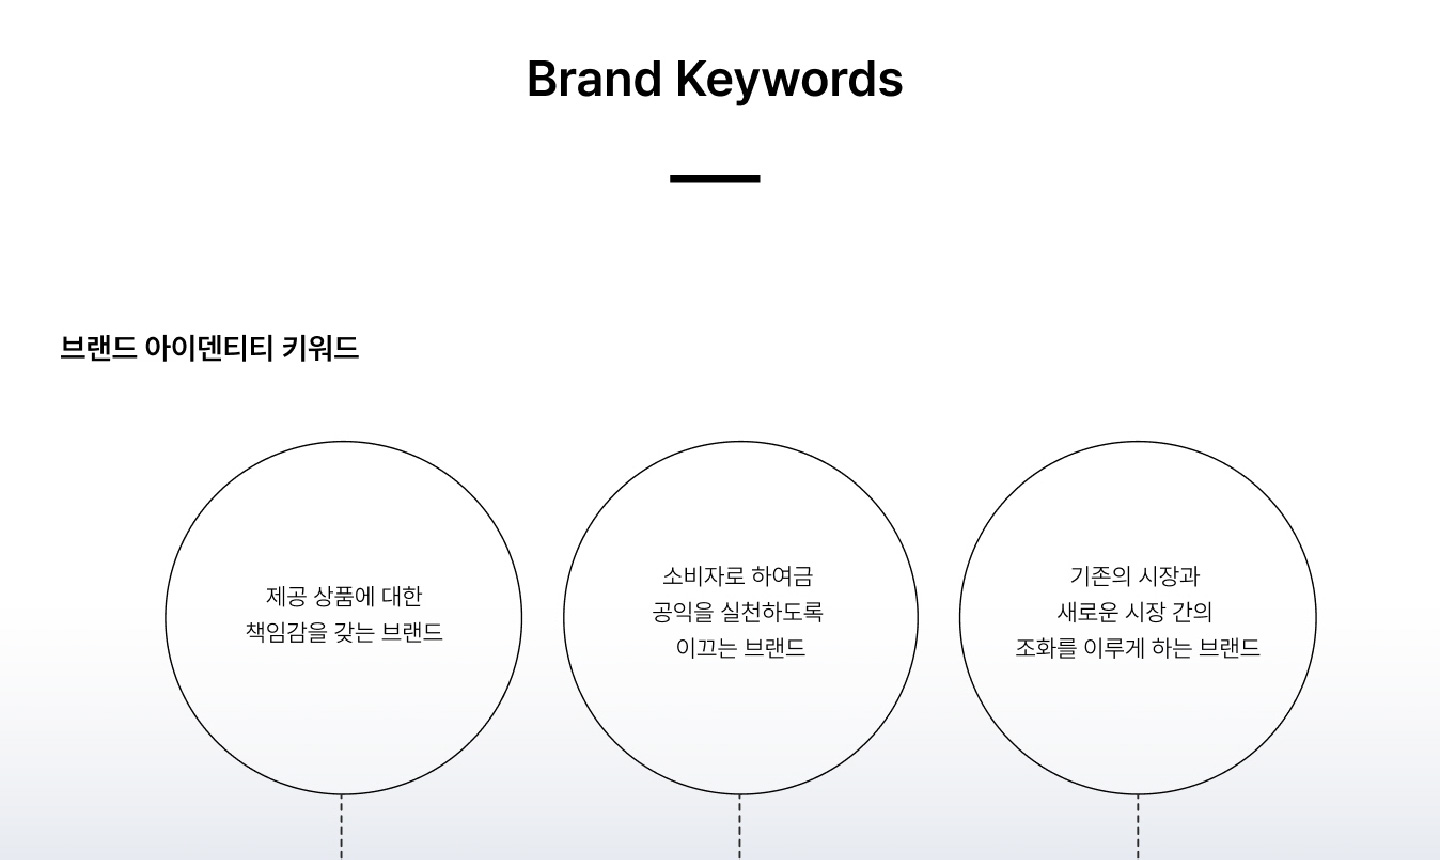 Brand Keywords
브랜드 아이덴티티 키워드
제공 상품에 대한
책임감을 갖는 브랜드
소비자로 하여금
공익을 실천하도록
이끄는 브랜드
기존의 시장과
새로운 시장 간의
조화를 이루게 하는 브랜드